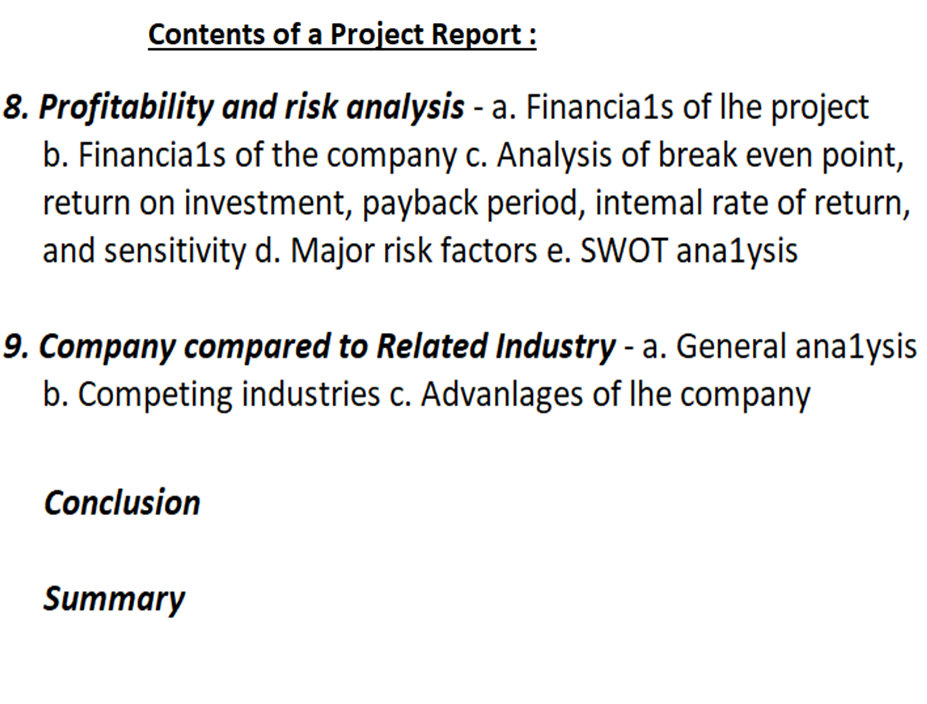 Contents of a Project Report :
8. Profitability and risk analysis - a. Financia1s of lhe project
b. Financia1s of the company c. Analysis of break even point,
return on investment, payback period, intemal rate of return,
and sensitivity d. Major risk factors e. SWOT ana1ysis
9. Company compared to Related Industry - a. General ana1ysis
b. Competing industries c. Advanlages of lhe company
Conclusion
Summary